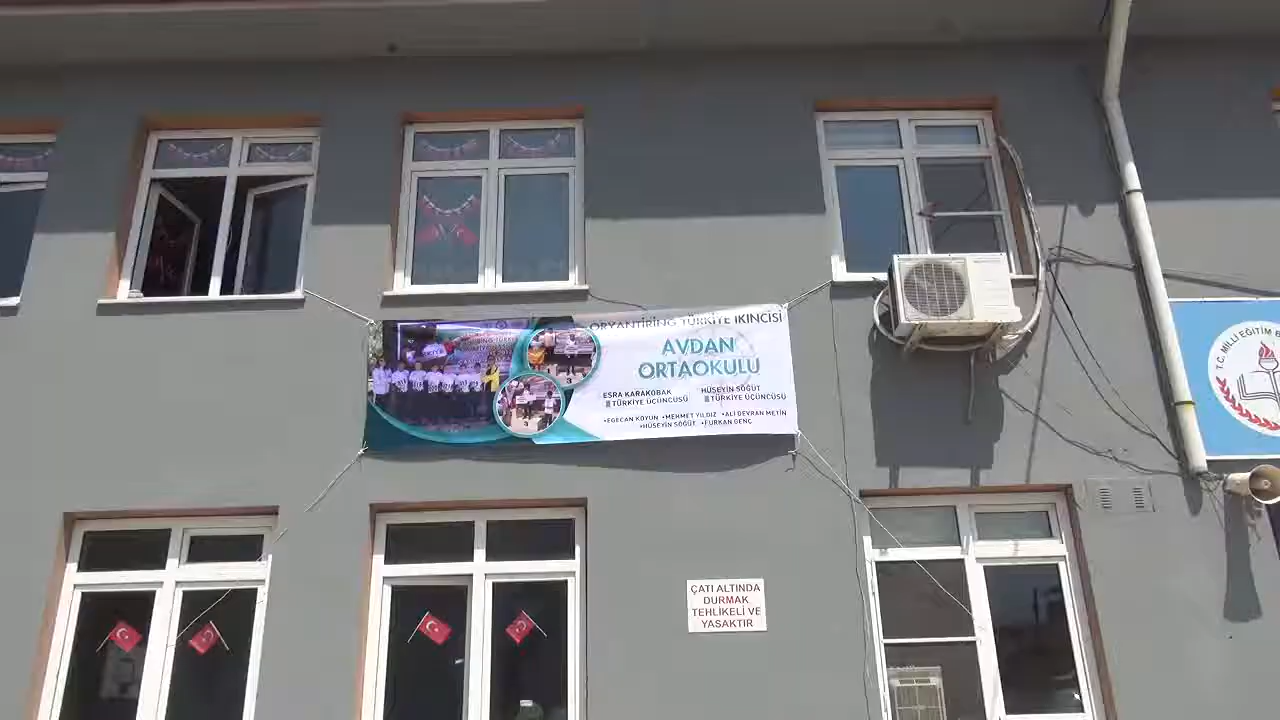 ORYANTİRİNG TÜRKİYE İKİNCİSİ
AVDAN
ORTAOKULU
ESRA KARAKOBAK
TÜRKİYE ÜÇÜNCÜSÜ
HÜSEYİN SÖĞÜT
TÜRKİYE ÜÇÜNCÜSÜ
•EGECAN KOYUN •MEHMET YILDIZ •ALİ DEVRAN METİN
•HÜSEYİN SÖĞÜT •FURKAN GENÇ
T.C. MİLLİ EĞİTİM B
ÇATI ALTINDA
DURMAK
TEHLİKELİ VE
YASAKTIR